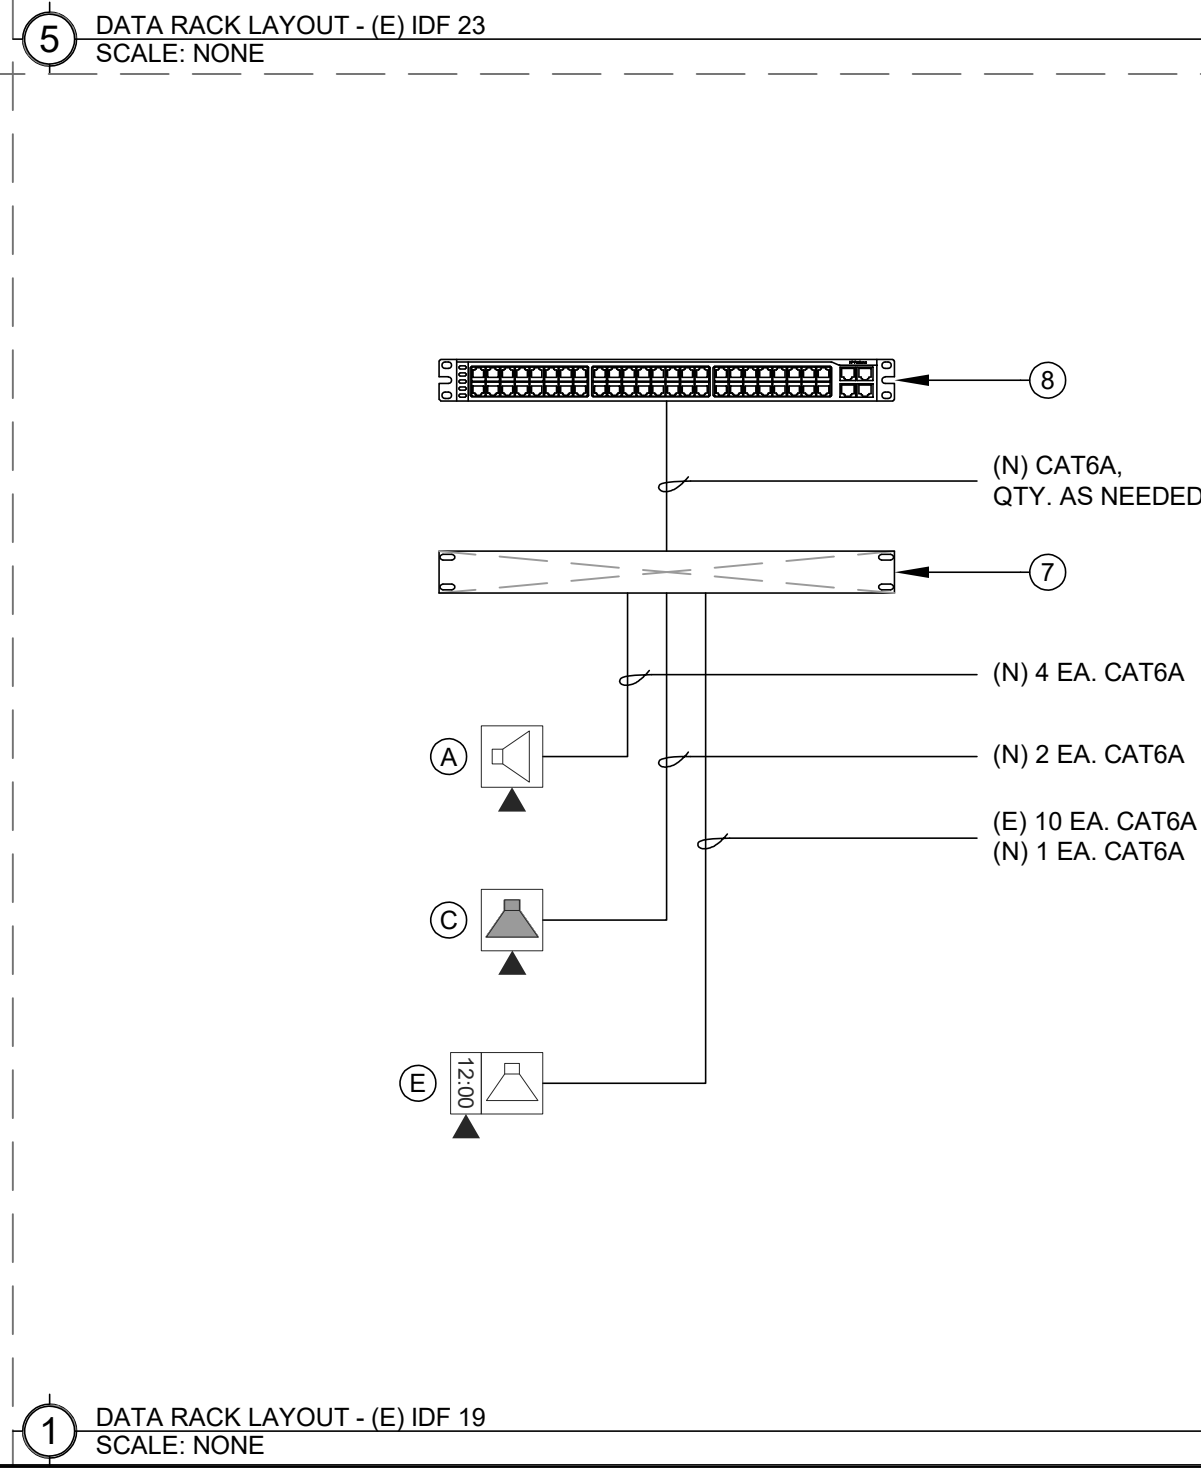 5
DATA RACK LAYOUT - (E) IDF 23
SCALE: NONE
8
(N) CAT6A,
QTY. AS NEEDED
7
(N) 4 EA. CAT6A
A
(N) 2 EA. CAT6A
(E) 10 EA. CAT6A
(N) 1 EA. CAT6A
C
E
12:00
1
DATA RACK LAYOUT - (E) IDF 19
SCALE: NONE